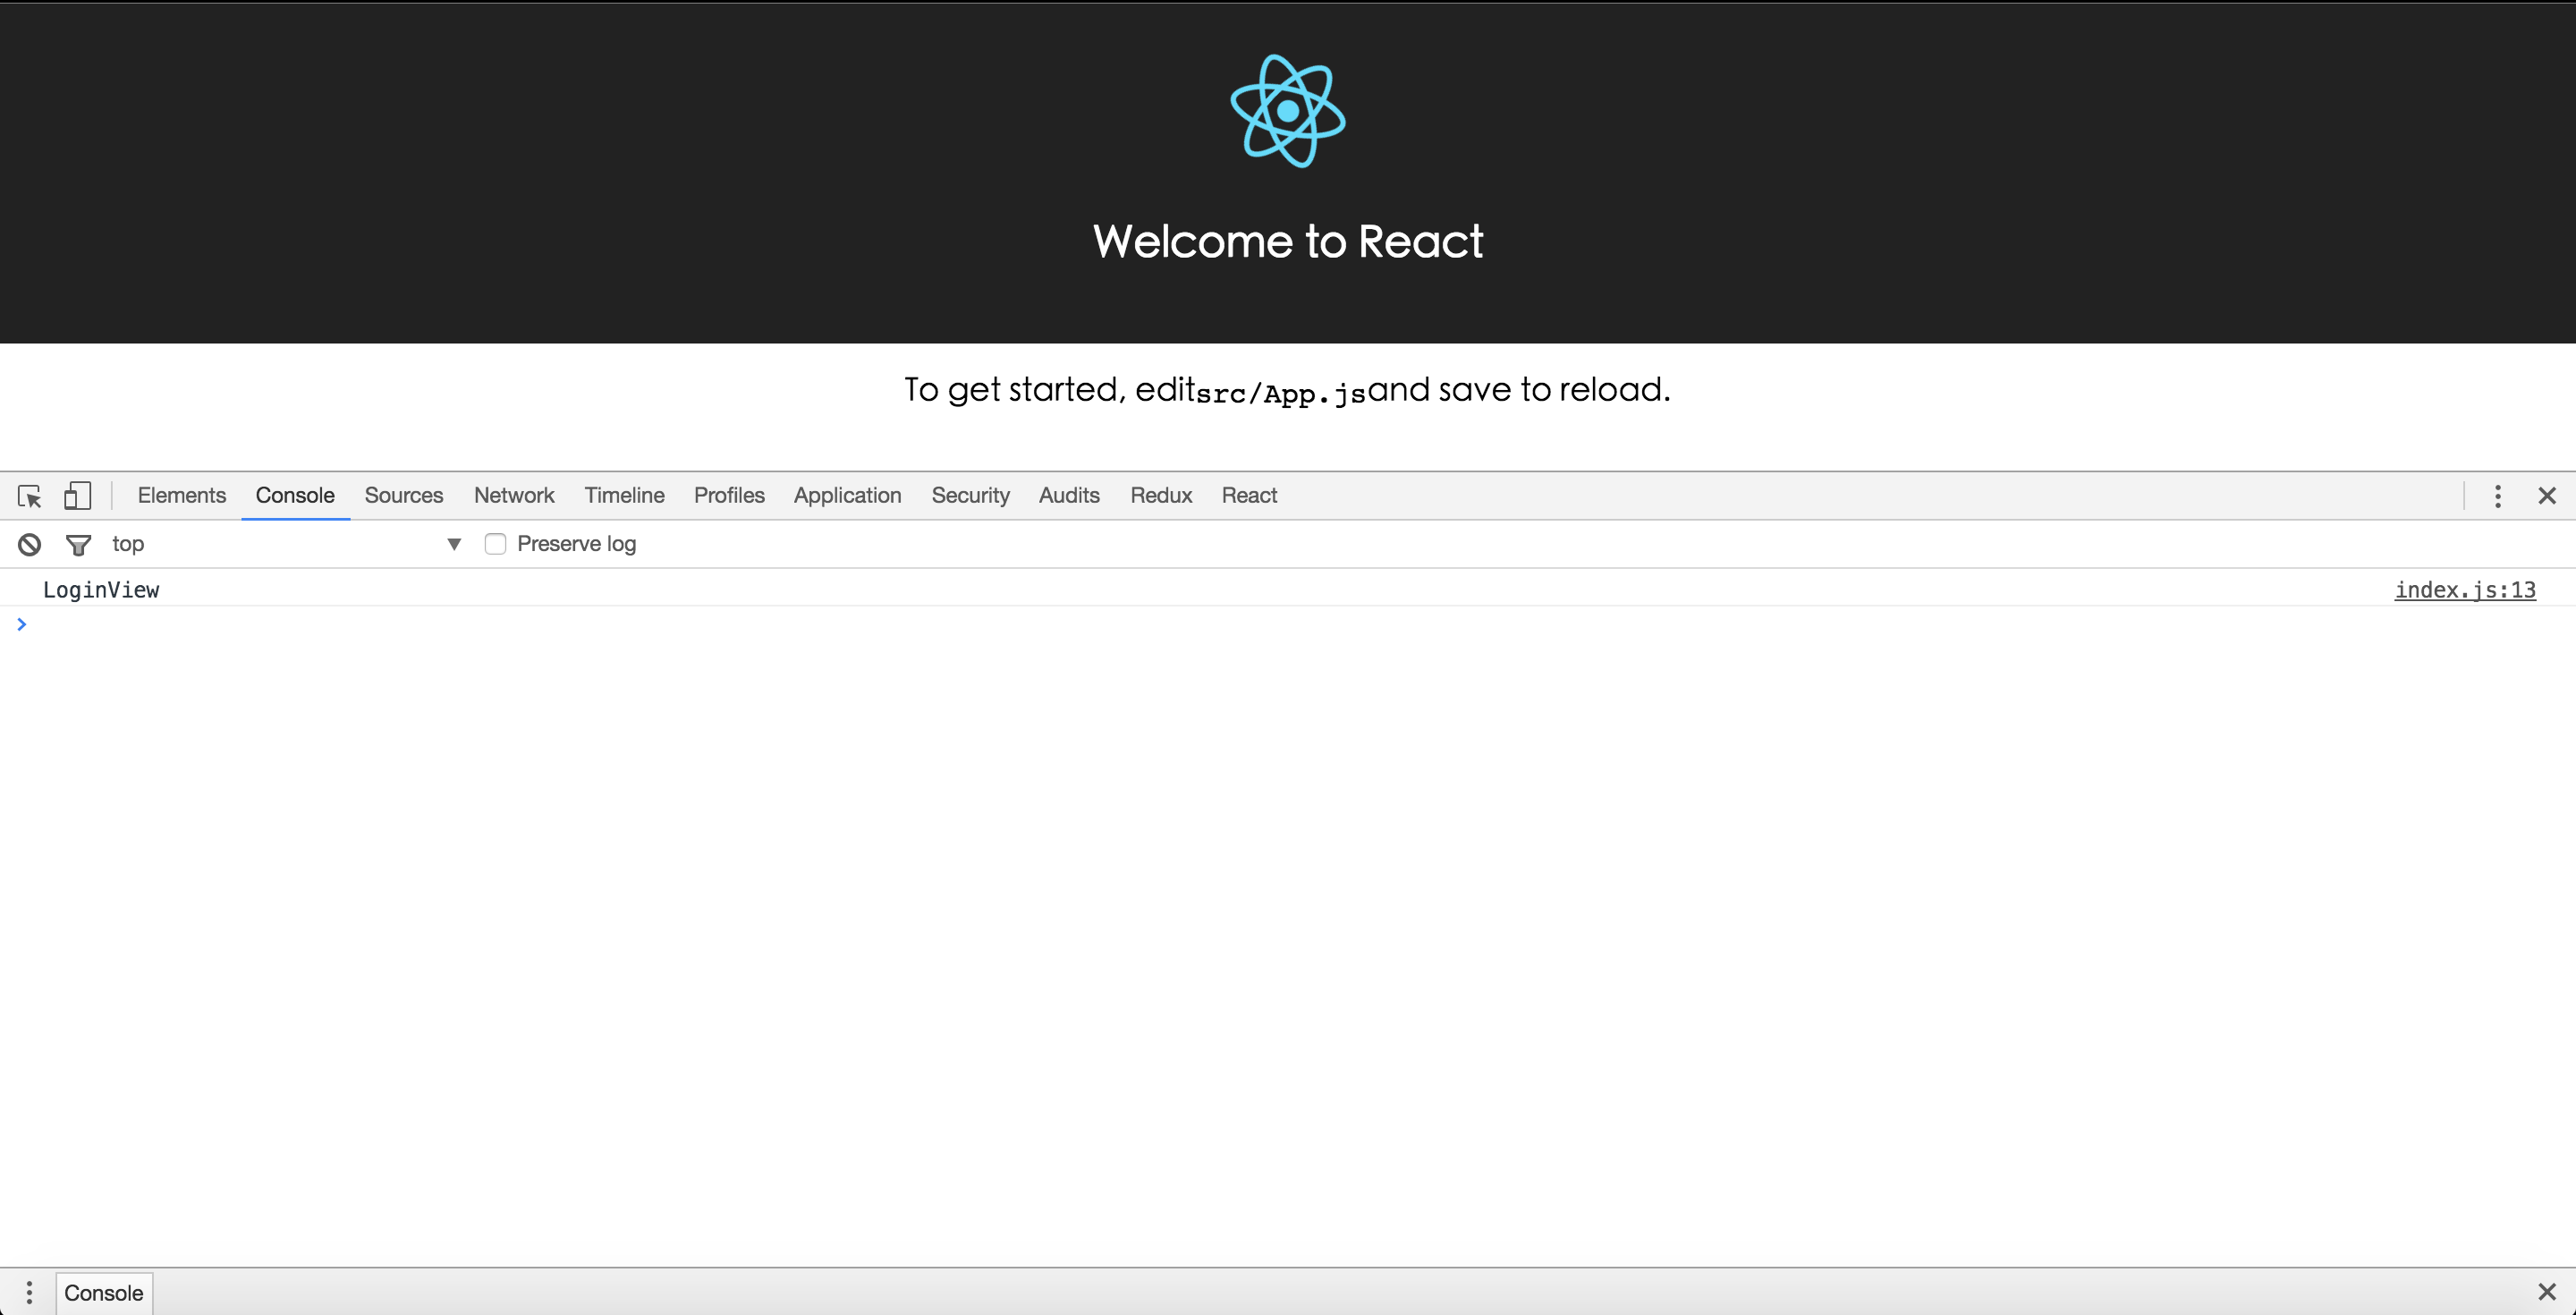 Welcome to React
To get started, edit src/App.js and save to reload.
Elements Console Sources Network Timeline Profiles Application Security Audits Redux React
top ▼ Preserve log
LoginView index.js:13
>
Console